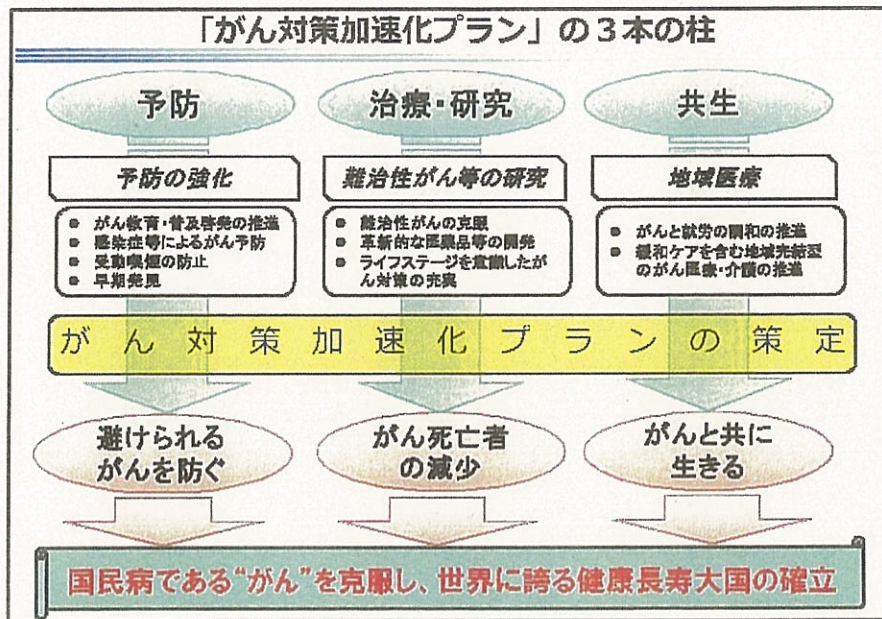 「がん対策加速化プラン」の3本の柱
予防
治療・研究
共生
予防の強化
難治性がん等の研究
地域医療
● がん教育・普及啓発の推進
● 感染症等によるがん予防
● 受動喫煙の防止
● 早期発見
● 難治性がんの克服
● 革新的な医薬品等の開発
● ライフステージを意識したが
ん対策の充実
● がんと就労の調和の推進
● 緩和ケアを含む地域完結型
のがん医療・介護の推進
がん対策加速化プランの策定
避けられる
がんを防ぐ
がん死亡者
の減少
がんと共に
生きる
国民病である“がん”を克服し、世界に誇る健康長寿大国の確立